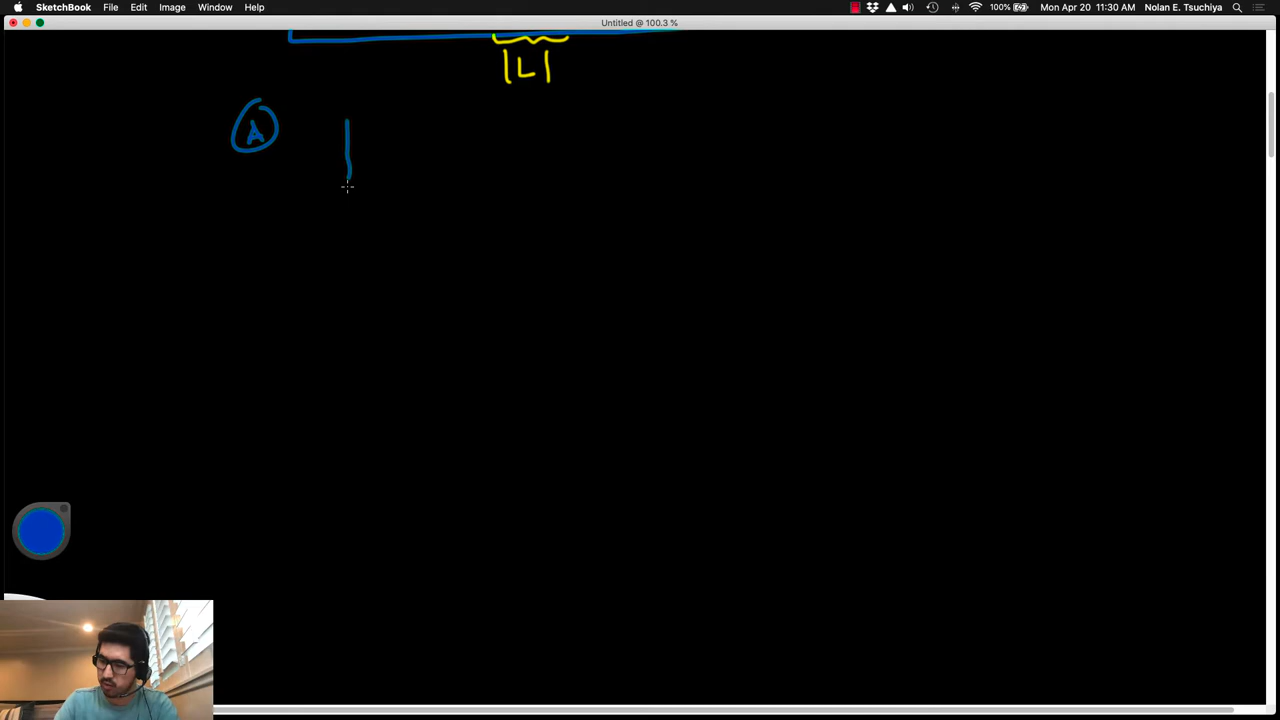 SketchBook File Edit Image Window Help 100% Mon Apr 20 11:30 AM Nolan E. Tsuchiya
Untitled @ 100.3 %
|L|
A